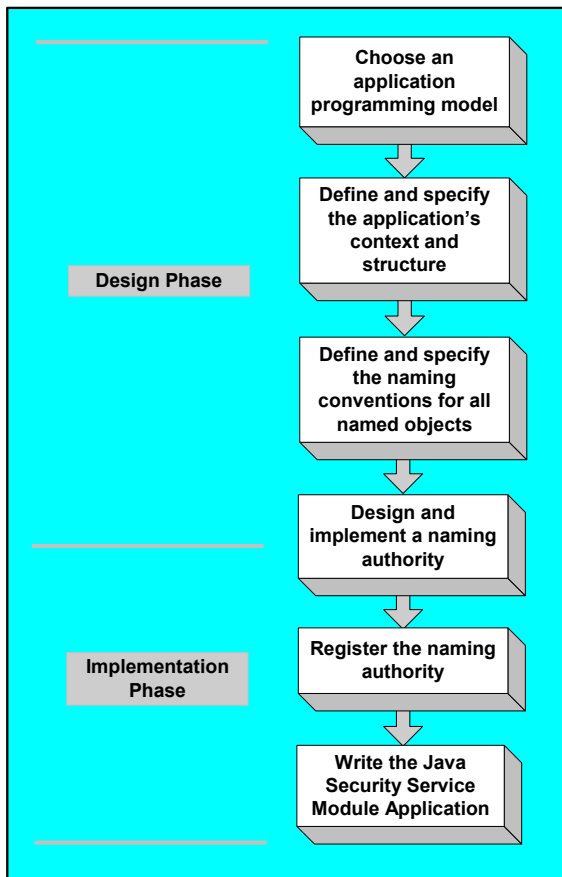 Choose an
application
programming model
Define and specify
the application's
context and
structure
Design Phase
Define and specify
the naming
conventions for all
named objects
Design and
implement a naming
authority
Register the naming
authority
Implementation
Phase
Write the Java
Security Service
Module Application